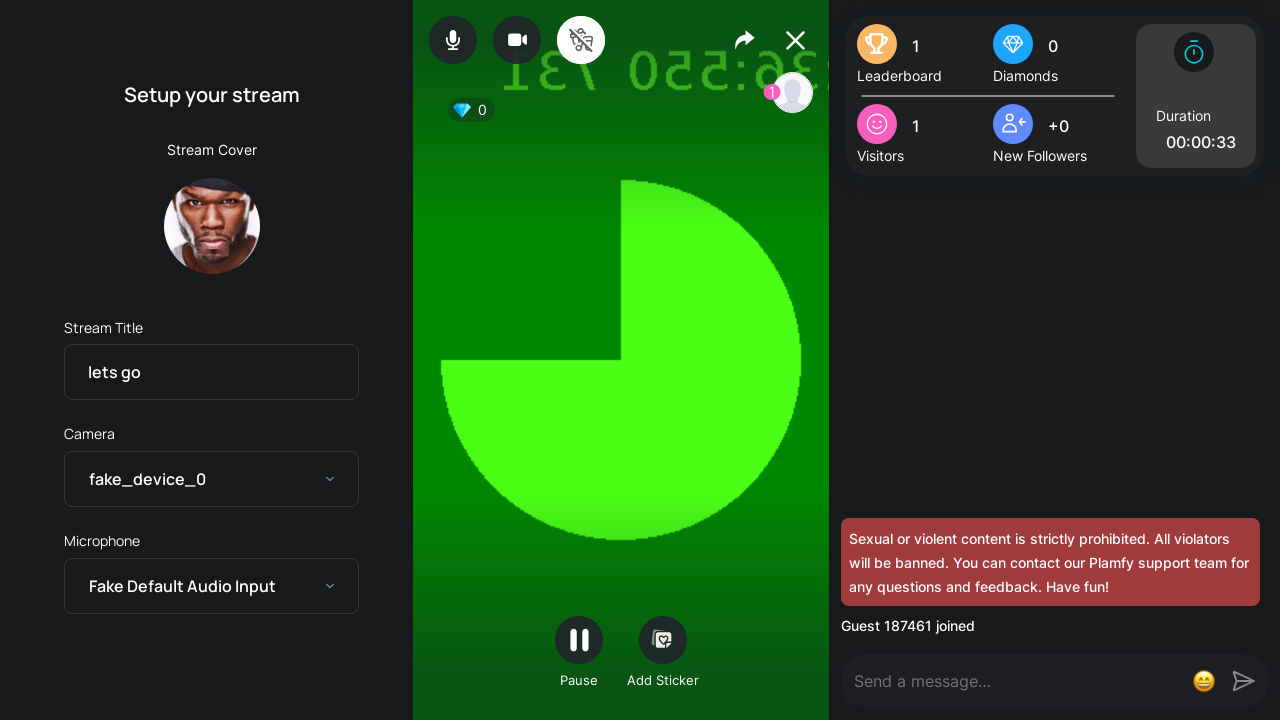 Setup your stream
Stream Cover
Stream Title
lets go
Camera
fake_device_0
Microphone
Fake Default Audio Input
:36:550 731
0
1
Pause
Add Sticker
1
Leaderboard
0
Diamonds
1
Visitors
+0
New Followers
Duration
00:00:33
Sexual or violent content is strictly prohibited. All violators
will be banned. You can contact our Plamfy support team for
any questions and feedback. Have fun!
Guest 187461 joined
Send a message...